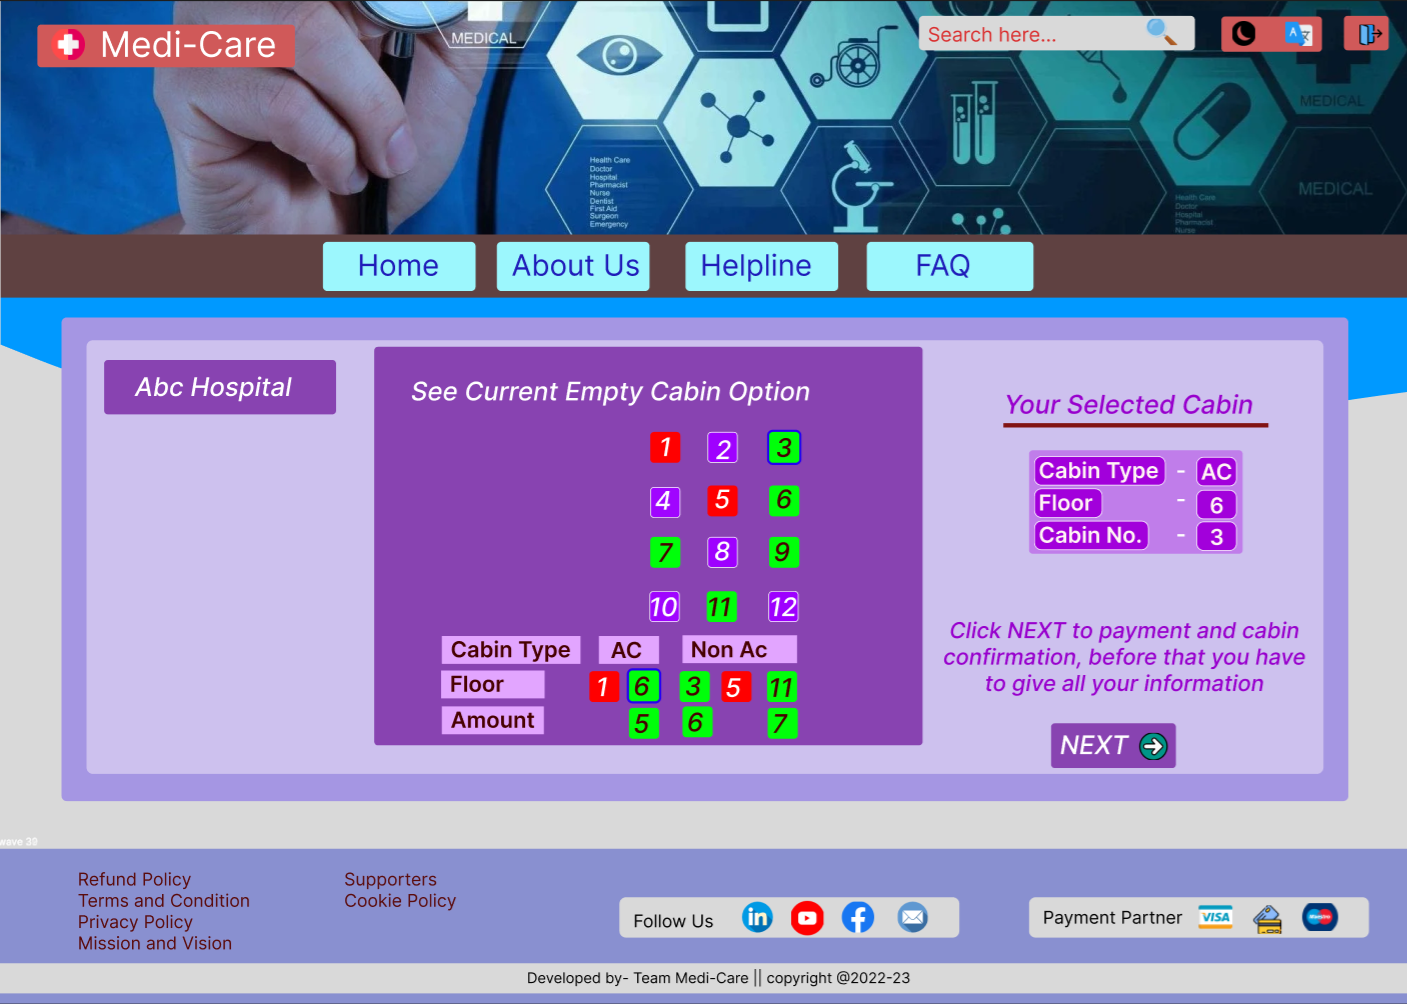 Medi-Care
MEDICAL
Search here...
A
文
MEDICAL
MEDICAL
Health Care
Doctor
Hospital
Pharmacist
Nurse
Dentist
First Aid
Surgeon
Emergency
Health Care
Doctor
Hospital
Pharmacist
Nurse
Home About Us Helpline FAQ
Abc Hospital
See Current Empty Cabin Option
1 2 3
4 5 6
7 8 9
10 11 12
Cabin Type AC Non Ac
Floor 1 6 3 5 11
Amount 5 6 7
Your Selected Cabin
Cabin Type - AC
Floor - 6
Cabin No. - 3
Click NEXT to payment and cabin
confirmation, before that you have
to give all your information
NEXT
wave 39
Refund Policy
Terms and Condition
Privacy Policy
Mission and Vision
Supporters
Cookie Policy
Follow Us in
Payment Partner VISA
Developed by- Team Medi-Care || copyright @2022-23